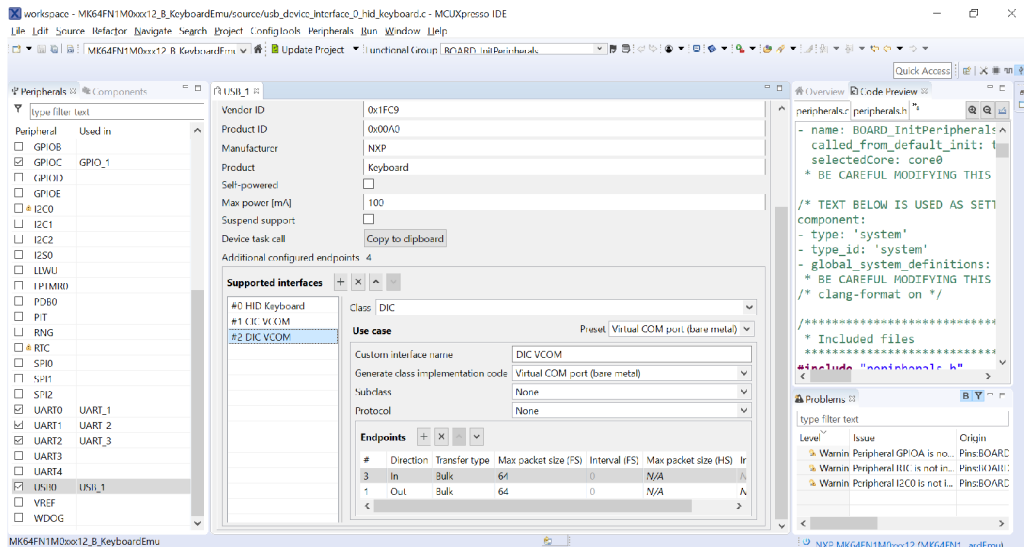 workspace - MK64FN1M0xxx12_B_KeyboardEmu/source/usb_device_interface_0_hid_keyboard.c - MCUXpresso IDE
File Edit Source Refactor Navigate Search Project ConfigTools Peripherals Run Window Help
MK64FN1M0xxx12_B_KeyboardEmu Update Project Functional Group BOARD_InitPeripherals
Quick Access
Peripherals Components
type filter text
Peripheral Used in
GPIOB
GPIOC GPIO_1
GPIOD
GPIOE
I2C0
I2C1
I2C2
I2S0
LLWU
LPTMR0
PDB0
PIT
RNG
RTC
SPI0
SPI1
SPI2
UART0 UART_1
UART1 UART_2
UART2 UART_3
UART3
UART4
USB0 USB_1
VREF
WDOG
USB_1
Vendor ID 0x1FC9
Product ID 0x00A0
Manufacturer NXP
Product Keyboard
Self-powered
Max power [mA] 100
Suspend support
Device task call Copy to clipboard
Additional configured endpoints 4
Supported interfaces
#0 HID Keyboard
#1 CIC VCOM
#2 DIC VCOM
Class DIC
Use case Preset Virtual COM port (bare metal)
Custom interface name DIC VCOM
Generate class implementation code Virtual COM port (bare metal)
Subclass None
Protocol None
Endpoints
# Direction Transfer type Max packet size (FS) Interval (FS) Max packet size (HS) Ir
3 In Bulk 64 0 N/A N
1 Out Bulk 64 0 N/A N
Overview Code Preview
peripherals.c peripherals.h
- name: BOARD_InitPeripherals
called_from_default_init: t
selectedCore: core0
* BE CAREFUL MODIFYING THIS
/* TEXT BELOW IS USED AS SETT
component:
- type: 'system'
- type_id: 'system'
- global_system_definitions:
* BE CAREFUL MODIFYING THIS
/* clang-format on */
/****************************
* Included files
****************************
#include "peripherals.h"
Problems
type filter text
Level Issue Origin
Warnin Peripheral GPIOA is no... Pins:BOARD
Warnin Peripheral RTC is not in... Pins:BOARD
Warnin Peripheral I2C0 is not i... Pins:BOARD
MK64FN1M0xxx12_B_KeyboardEmu
NXP MK64FN1M0xxx12 (MK64FN1...ardEmu)